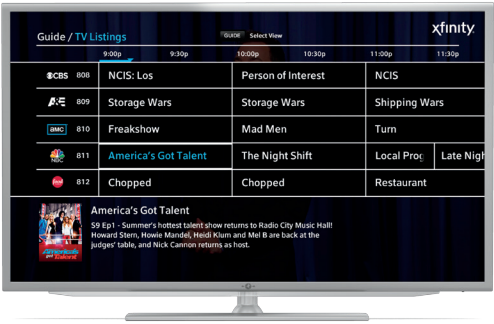 xfinity
Guide / TV Listings
GUIDE Select View
9:00p 9:30p 10:00p 10:30p 11:00p 11:30p
CBS 808 NCIS: Los Person of Interest NCIS
A&E 809 Storage Wars Storage Wars Shipping Wars
amc 810 Freakshow Mad Men Turn
NBC 811 America's Got Talent The Night Shift Local Prog Late Nigh
food 812 Chopped Chopped Restaurant
America's Got Talent
S9 Ep1 - Summer's hottest talent show returns to Radio City Music Hall!
Howard Stern, Howie Mandel, Heidi Klum and Mel B are back at the
judges' table, and Nick Cannon returns as host.
America's
got Talent